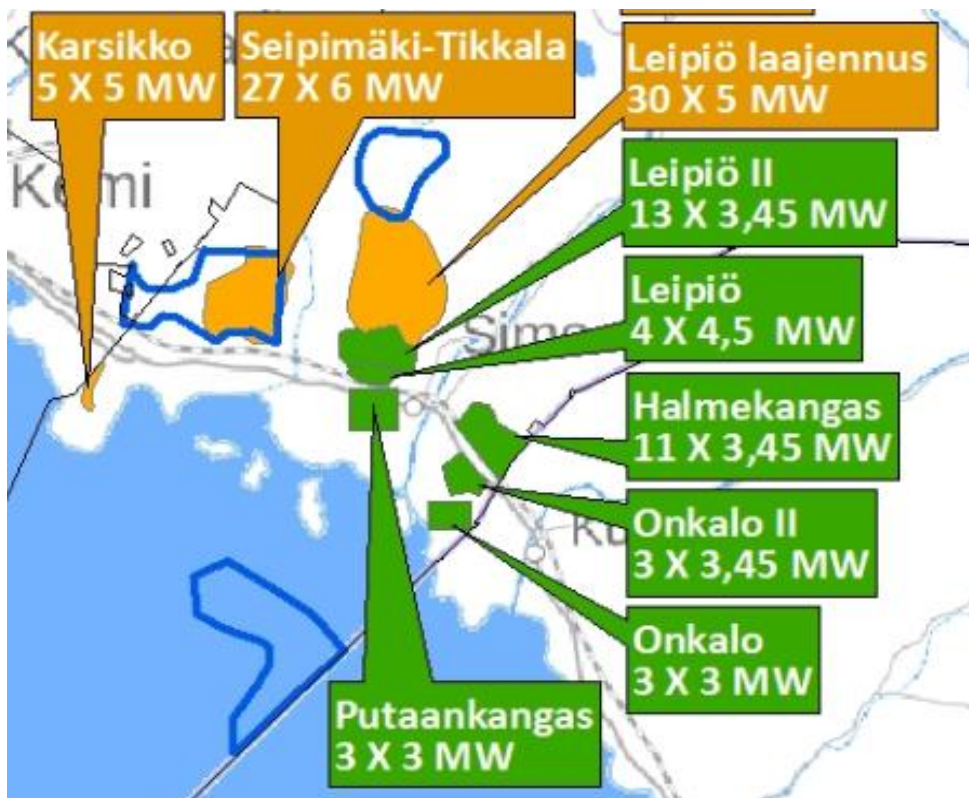 Karsikko
5 X 5 MW
Seipimäki-Tikkala
27 X 6 MW
Leipiö laajennus
30 X 5 MW
Leipiö II
13 X 3,45 MW
Kemi
Leipiö
4 X 4,5 MW
Halmekangas
11 X 3,45 MW
Onkalo II
3 X 3,45 MW
Onkalo
3 X 3 MW
Putaankangas
3 X 3 MW